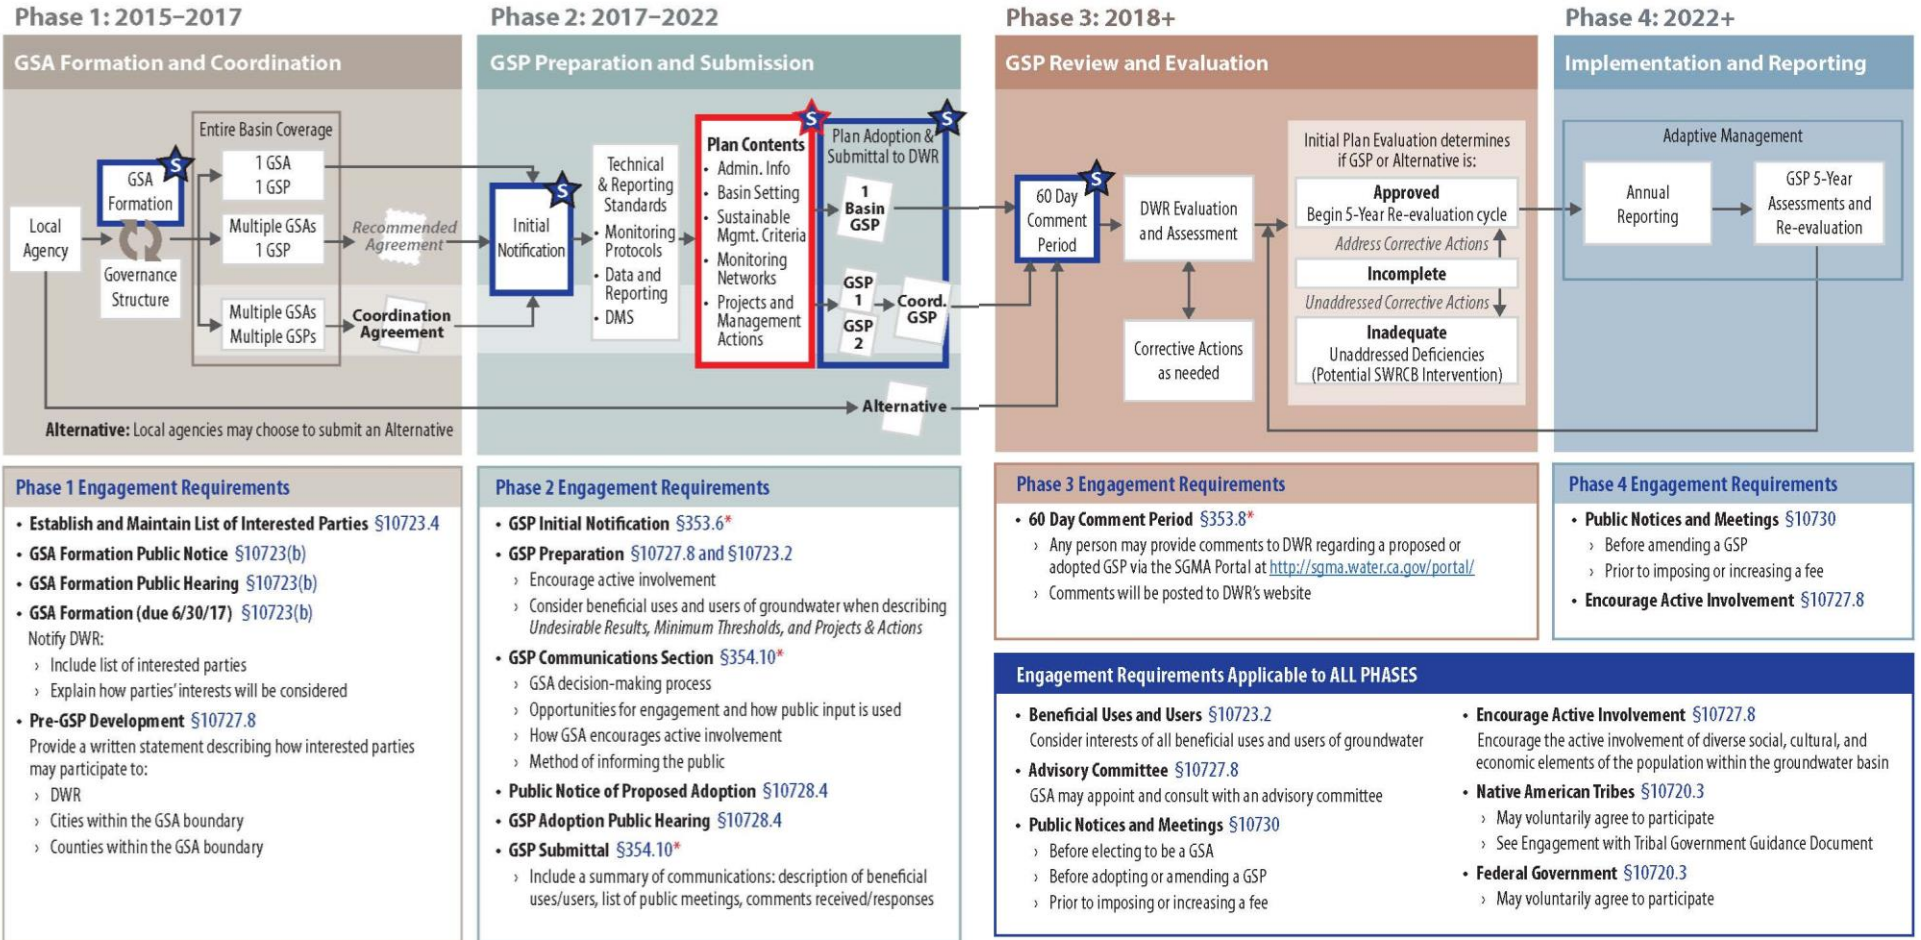 Phase 1: 2015–2017
GSA Formation and Coordination
Local
Agency
GSA
Formation
S
Governance
Structure
Entire Basin Coverage
1 GSA
1 GSP
Multiple GSAs
1 GSP
Multiple GSAs
Multiple GSPs
Recommended
Agreement
Coordination
Agreement
Alternative: Local agencies may choose to submit an Alternative
Phase 2: 2017–2022
GSP Preparation and Submission
S
Initial
Notification
Technical
& Reporting
Standards
• Monitoring
Protocols
• Data and
Reporting
• DMS
S
Plan Contents
• Admin. Info
• Basin Setting
• Sustainable
Mgmt. Criteria
• Monitoring
Networks
• Projects and
Management
Actions
S
Plan Adoption &
Submittal to DWR
1
Basin
GSP
GSP
1
GSP
2
Coord.
GSP
Alternative
Phase 3: 2018+
GSP Review and Evaluation
S
60 Day
Comment
Period
DWR Evaluation
and Assessment
Corrective Actions
as needed
Initial Plan Evaluation determines
if GSP or Alternative is:
Approved
Begin 5-Year Re-evaluation cycle
Address Corrective Actions
Incomplete
Unaddressed Corrective Actions
Inadequate
Unaddressed Deficiencies
(Potential SWRCB Intervention)
Phase 4: 2022+
Implementation and Reporting
Adaptive Management
Annual
Reporting
GSP 5-Year
Assessments and
Re-evaluation
Phase 1 Engagement Requirements
• Establish and Maintain List of Interested Parties §10723.4
• GSA Formation Public Notice §10723(b)
• GSA Formation Public Hearing §10723(b)
• GSA Formation (due 6/30/17) §10723(b)
Notify DWR:
› Include list of interested parties
› Explain how parties' interests will be considered
• Pre-GSP Development §10727.8
Provide a written statement describing how interested parties
may participate to:
› DWR
› Cities within the GSA boundary
› Counties within the GSA boundary
Phase 2 Engagement Requirements
• GSP Initial Notification §353.6*
• GSP Preparation §10727.8 and §10723.2
› Encourage active involvement
› Consider beneficial uses and users of groundwater when describing
Undesirable Results, Minimum Thresholds, and Projects & Actions
• GSP Communications Section §354.10*
› GSA decision-making process
› Opportunities for engagement and how public input is used
› How GSA encourages active involvement
› Method of informing the public
• Public Notice of Proposed Adoption §10728.4
• GSP Adoption Public Hearing §10728.4
• GSP Submittal §354.10*
› Include a summary of communications: description of beneficial
uses/users, list of public meetings, comments received/responses
Phase 3 Engagement Requirements
• 60 Day Comment Period §353.8*
› Any person may provide comments to DWR regarding a proposed or
adopted GSP via the SGMA Portal at http://sgma.water.ca.gov/portal/
› Comments will be posted to DWR's website
Phase 4 Engagement Requirements
• Public Notices and Meetings §10730
› Before amending a GSP
› Prior to imposing or increasing a fee
• Encourage Active Involvement §10727.8
Engagement Requirements Applicable to ALL PHASES
• Beneficial Uses and Users §10723.2
Consider interests of all beneficial uses and users of groundwater
• Advisory Committee §10727.8
GSA may appoint and consult with an advisory committee
• Public Notices and Meetings §10730
› Before electing to be a GSA
› Before adopting or amending a GSP
› Prior to imposing or increasing a fee
• Encourage Active Involvement §10727.8
Encourage the active involvement of diverse social, cultural, and
economic elements of the population within the groundwater basin
• Native American Tribes §10720.3
› May voluntarily agree to participate
› See Engagement with Tribal Government Guidance Document
• Federal Government §10720.3
› May voluntarily agree to participate